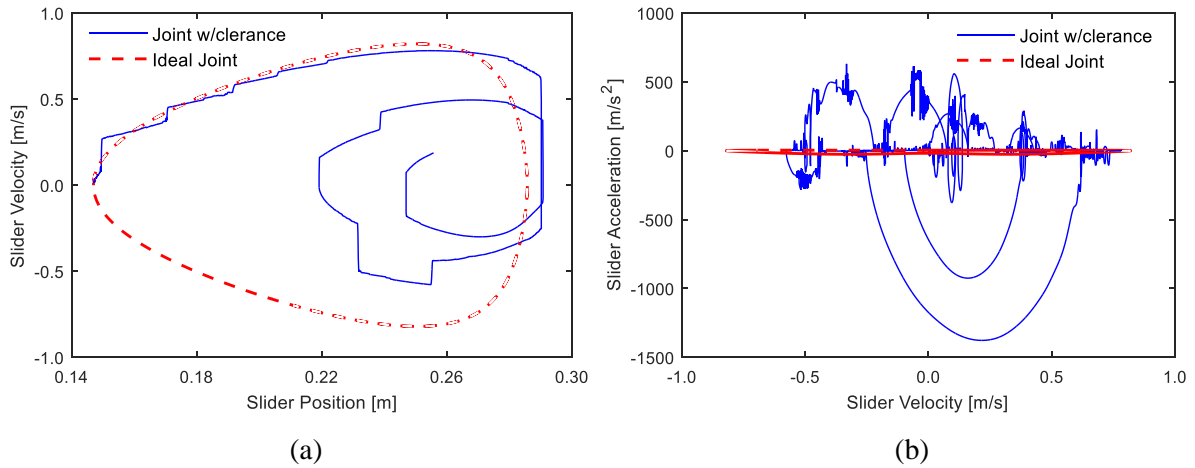 1.0
0.5
0.0
-0.5
-1.0
Slider Velocity [m/s]
Joint w/clerance
Ideal Joint
0.14
0.18
0.22
0.26
0.30
Slider Position [m]
(a)
1000
500
0
-500
-1000
-1500
Slider Acceleration [m/s²]
Joint w/clerance
Ideal Joint
-1.0
-0.5
0.0
0.5
1.0
Slider Velocity [m/s]
(b)